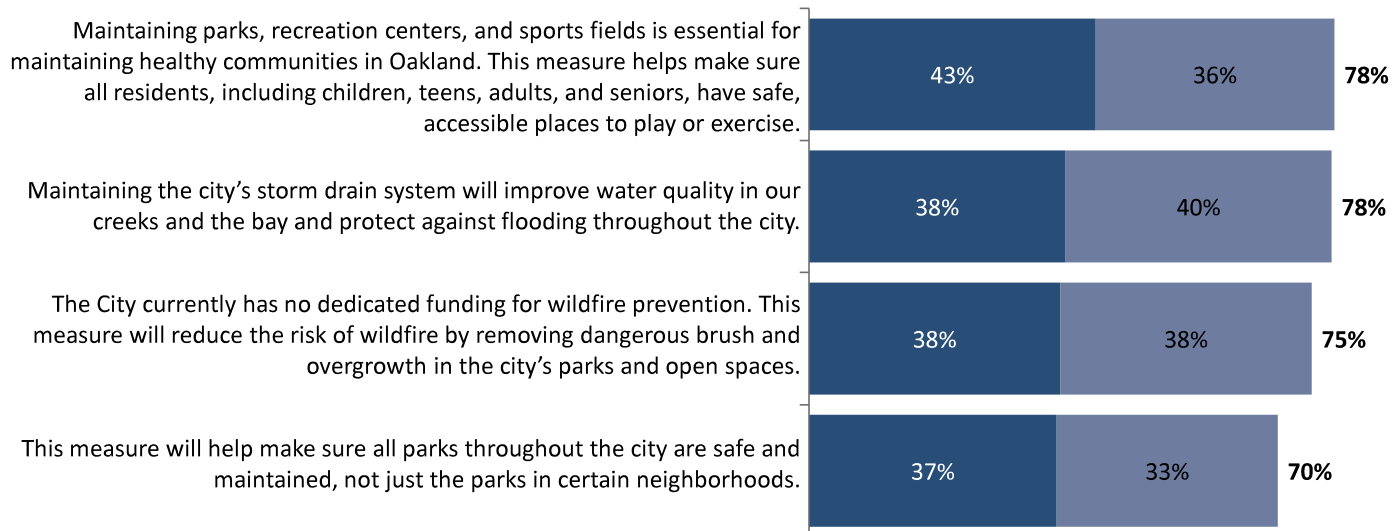 Maintaining parks, recreation centers, and sports fields is essential for
maintaining healthy communities in Oakland. This measure helps make sure
all residents, including children, teens, adults, and seniors, have safe,
accessible places to play or exercise.
43% 36% 78%
Maintaining the city’s storm drain system will improve water quality in our
creeks and the bay and protect against flooding throughout the city.
38% 40% 78%
The City currently has no dedicated funding for wildfire prevention. This
measure will reduce the risk of wildfire by removing dangerous brush and
overgrowth in the city’s parks and open spaces.
38% 38% 75%
This measure will help make sure all parks throughout the city are safe and
maintained, not just the parks in certain neighborhoods.
37% 33% 70%